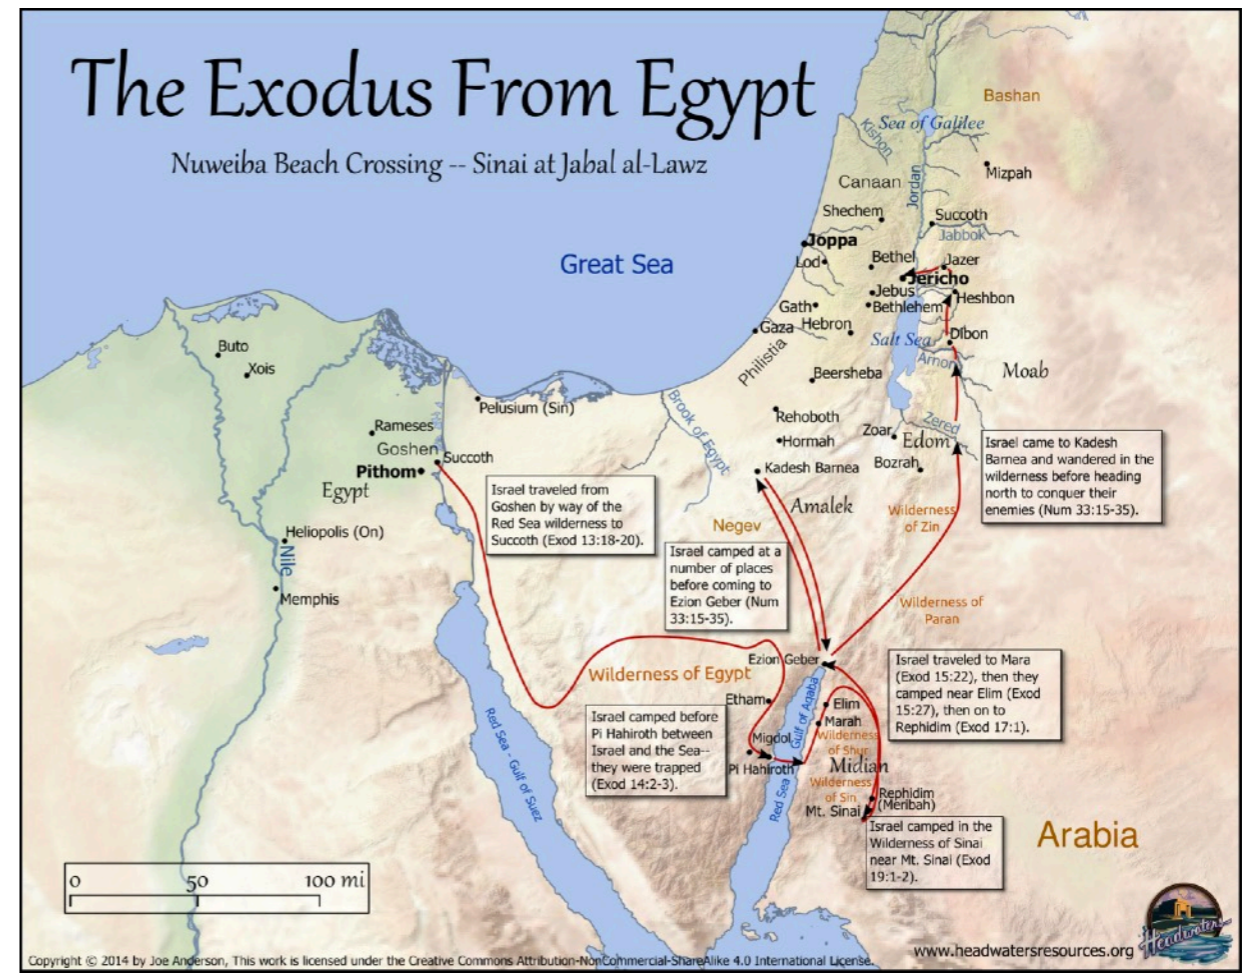 The Exodus From Egypt
Nuweiba Beach Crossing -- Sinai at Jabal al-Lawz
Bashan
Sea of Galilee
Kishon
Mizpah
Canaan
Jordan
Shechem
Succoth
Jabbok
Joppa
Lod
Bethel
Jazer
Jericho
Great Sea
Jebus
Heshbon
Gath
Bethlehem
Gaza
Hebron
Salt Sea
Dibon
Arnon
Moab
Philistia
Beersheba
Buto
Xois
Pelusium (Sin)
Brook of Egypt
Rehoboth
Zered
Rameses
Hormah
Zoar
Edom
Goshen
Succoth
Kadesh Barnea
Bozrah
Pithom
Egypt
Israel came to Kadesh
Barnea and wandered in the
wilderness before heading
north to conquer their
enemies (Num 33:15-35).
Israel traveled from
Goshen by way of the
Red Sea wilderness to
Succoth (Exod 13:18-20).
Amalek
Negev
Wilderness
of Zin
Heliopolis (On)
Nile
Israel camped at a
number of places
before coming to
Ezion Geber (Num
33:15-35).
Memphis
Wilderness of
Paran
Ezion Geber
Wilderness of Egypt
Israel traveled to Mara
(Exod 15:22), then they
camped near Elim (Exod
15:27), then on to
Rephidim (Exod 17:1).
Etham
Gulf of Aqaba
Elim
Marah
Israel camped before
Pi Hahiroth between
Israel and the Sea--
they were trapped
(Exod 14:2-3).
Migdol
Wilderness
of Shur
Pi Hahiroth
Midian
Red Sea - Gulf of Suez
Red Sea
Wilderness
of Sin
Rephidim
(Meribah)
Mt. Sinai
Israel camped in the
Wilderness of Sinai
near Mt. Sinai (Exod
19:1-2).
Arabia
0 50 100 mi
Headwaters
www.headwatersresources.org
Copyright © 2014 by Joe Anderson, This work is licensed under the Creative Commons Attribution-NonCommercial-ShareAlike 4.0 International License.